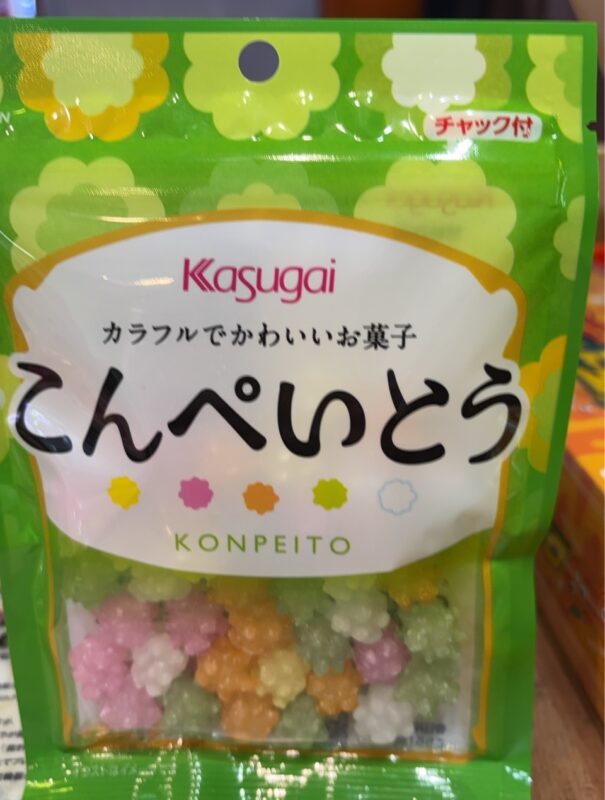 チャック付
Kasugai
カラフルでかわいいお菓子
こんぺいとう
KONPEITO